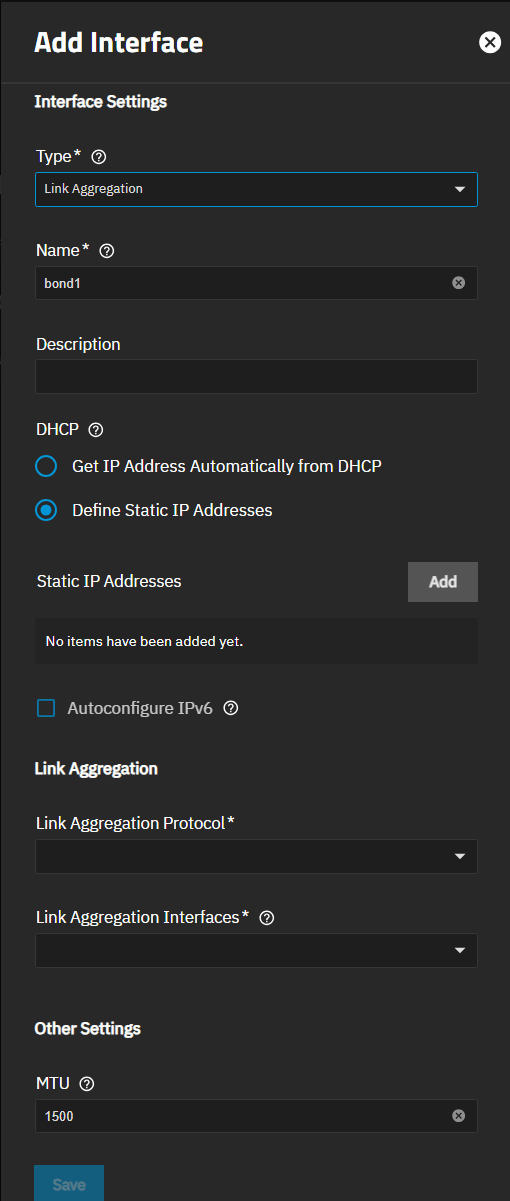 Add Interface
Interface Settings
Type*
Link Aggregation
Name*
bond1
Description
DHCP
Get IP Address Automatically from DHCP
Define Static IP Addresses
Static IP Addresses
Add
No items have been added yet.
Autoconfigure IPv6
Link Aggregation
Link Aggregation Protocol*
Link Aggregation Interfaces*
Other Settings
MTU
1500
Save